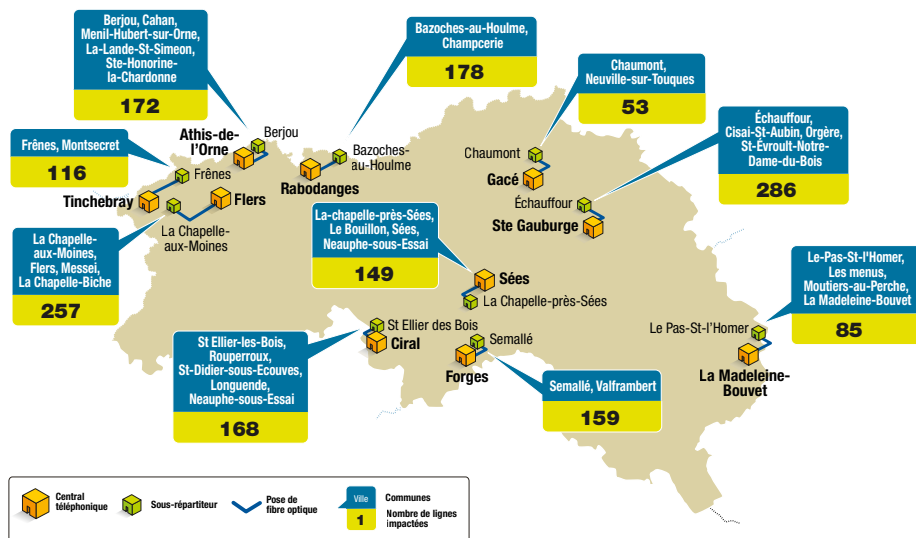 Berjou, Cahan,
Menil-Hubert-sur-Orne,
La-Lande-St-Simeon,
Ste-Honorine-
la-Chardonne
172
Bazoches-au-Houlme,
Champcerie
178
Chaumont,
Neuville-sur-Touques
53
Échauffour,
Cisai-St-Aubin, Orgère,
St-Évroult-Notre-
Dame-du-Bois
286
Frênes, Montsecret
116
Athis-de-
l'Orne
Berjou
Bazoches-
au-Houlme
Rabodanges
Chaumont
Gacé
Frênes
Tinchebray
Flers
La Chapelle-
aux-Moines
Échauffour
Ste Gauburge
La Chapelle-
aux-Moines,
Flers, Messei,
La Chapelle-Biche
257
La-chapelle-près-Sées,
Le Bouillon, Sées,
Neauphe-sous-Essai
149
Sées
La Chapelle-près-Sées
Le-Pas-St-l'Homer,
Les menus,
Moutiers-au-Perche,
La Madeleine-Bouvet
85
St Ellier des Bois
Ciral
Semallé
Forges
Le Pas-St-l'Homer
La Madeleine-
Bouvet
St Ellier-les-Bois,
Rouperroux,
St-Didier-sous-Ecouves,
Longuende,
Neauphe-sous-Essai
168
Semallé, Valframbert
159
Central
téléphonique
Sous-répartiteur
Pose de
fibre optique
Ville
1
Communes
Nombre de lignes
impactées